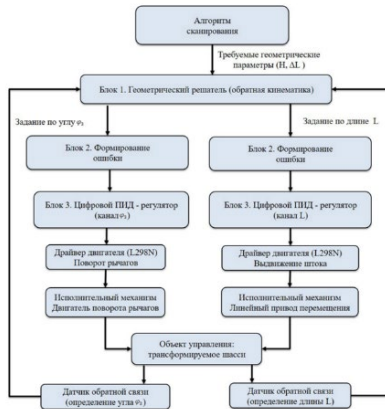 Алгоритм
сканирования
Требуемые геометрические
параметры (H, ΔL )
Блок 1. Геометрический решатель (обратная кинематика)
Задание по углу φ₁
Задание по длине L
Блок 2. Формирование
ошибки
Блок 2. Формирование
ошибки
Блок 3. Цифровой ПИД - регулятор
(канал φ₁)
Блок 3. Цифровой ПИД - регулятор
(канал L)
Драйвер двигателя (L298N)
Поворот рычагов
Драйвер двигателя (L298N)
Выдвижение штока
Исполнительный механизм
Двигатель поворота рычагов
Исполнительный механизм
Линейный привод перемещения
Объект управления:
трансформируемое шасси
Датчик обратной связи
(определение угла φ₁)
Датчик обратной связи
(определение длины L)